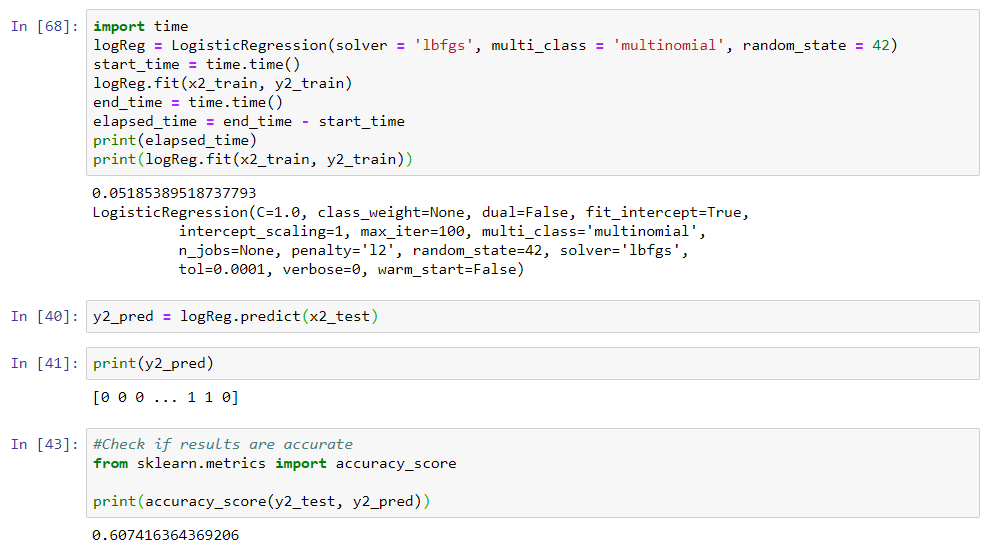 In [68]: import time
logReg = LogisticRegression(solver = 'lbfgs', multi_class = 'multinomial', random_state = 42)
start_time = time.time()
logReg.fit(x2_train, y2_train)
end_time = time.time()
elapsed_time = end_time - start_time
print(elapsed_time)
print(logReg.fit(x2_train, y2_train))
0.05185389518737793
LogisticRegression(C=1.0, class_weight=None, dual=False, fit_intercept=True,
intercept_scaling=1, max_iter=100, multi_class='multinomial',
n_jobs=None, penalty='l2', random_state=42, solver='lbfgs',
tol=0.0001, verbose=0, warm_start=False)
In [40]: y2_pred = logReg.predict(x2_test)
In [41]: print(y2_pred)
[0 0 0 ... 1 1 0]
In [43]: #Check if results are accurate
from sklearn.metrics import accuracy_score
print(accuracy_score(y2_test, y2_pred))
0.607416364369206